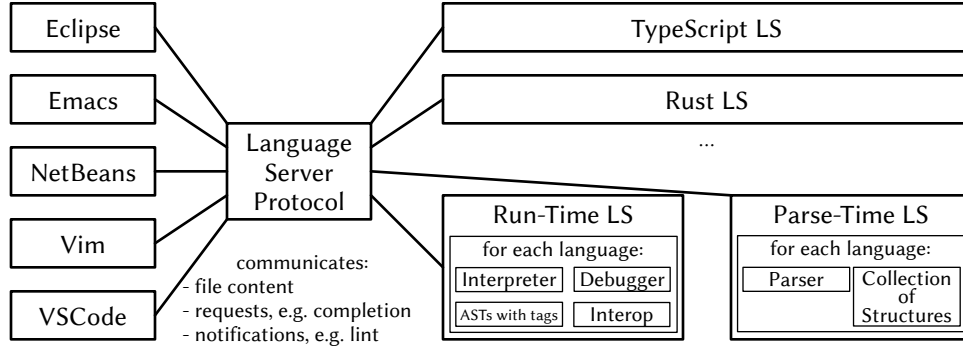 Eclipse
Emacs
NetBeans
Vim
VSCode
Language
Server
Protocol
communicates:
- file content
- requests, e.g. completion
- notifications, e.g. lint
TypeScript LS
Rust LS
...
Run-Time LS
for each language:
Interpreter
Debugger
ASTs with tags
Interop
Parse-Time LS
for each language:
Parser
Collection
of
Structures